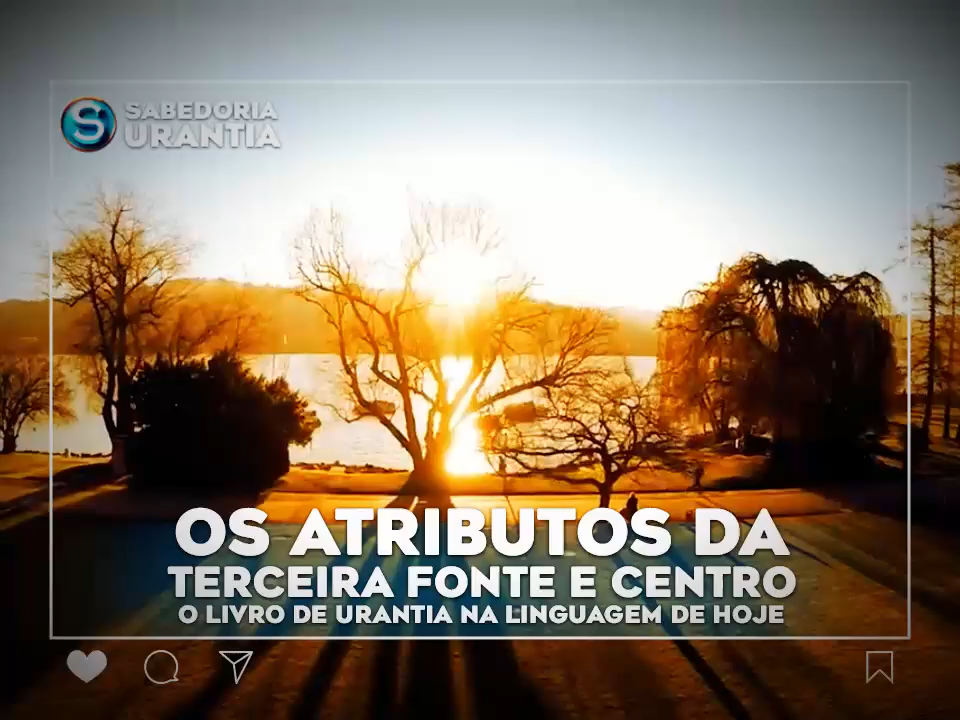 S
SABEDORIA
URANTIA
OS ATRIBUTOS DA
TERCEIRA FONTE E CENTRO
O LIVRO DE URANTIA NA LINGUAGEM DE HOJE